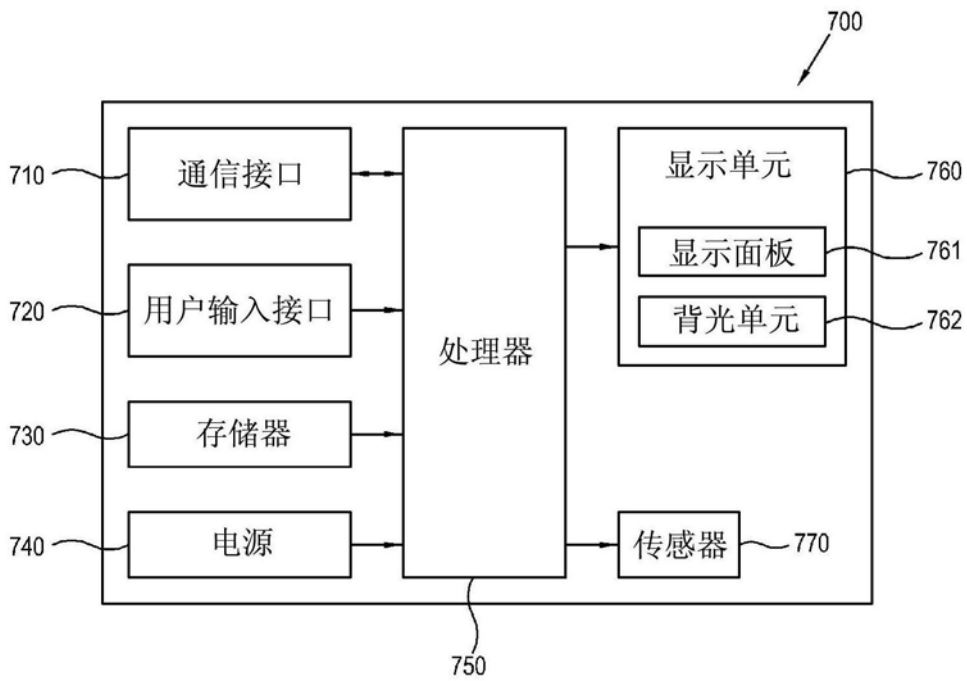 700
710
通信接口
720
用户输入接口
730
存储器
740
电源
处理器
750
显示单元
760
显示面板
761
背光单元
762
传感器
770